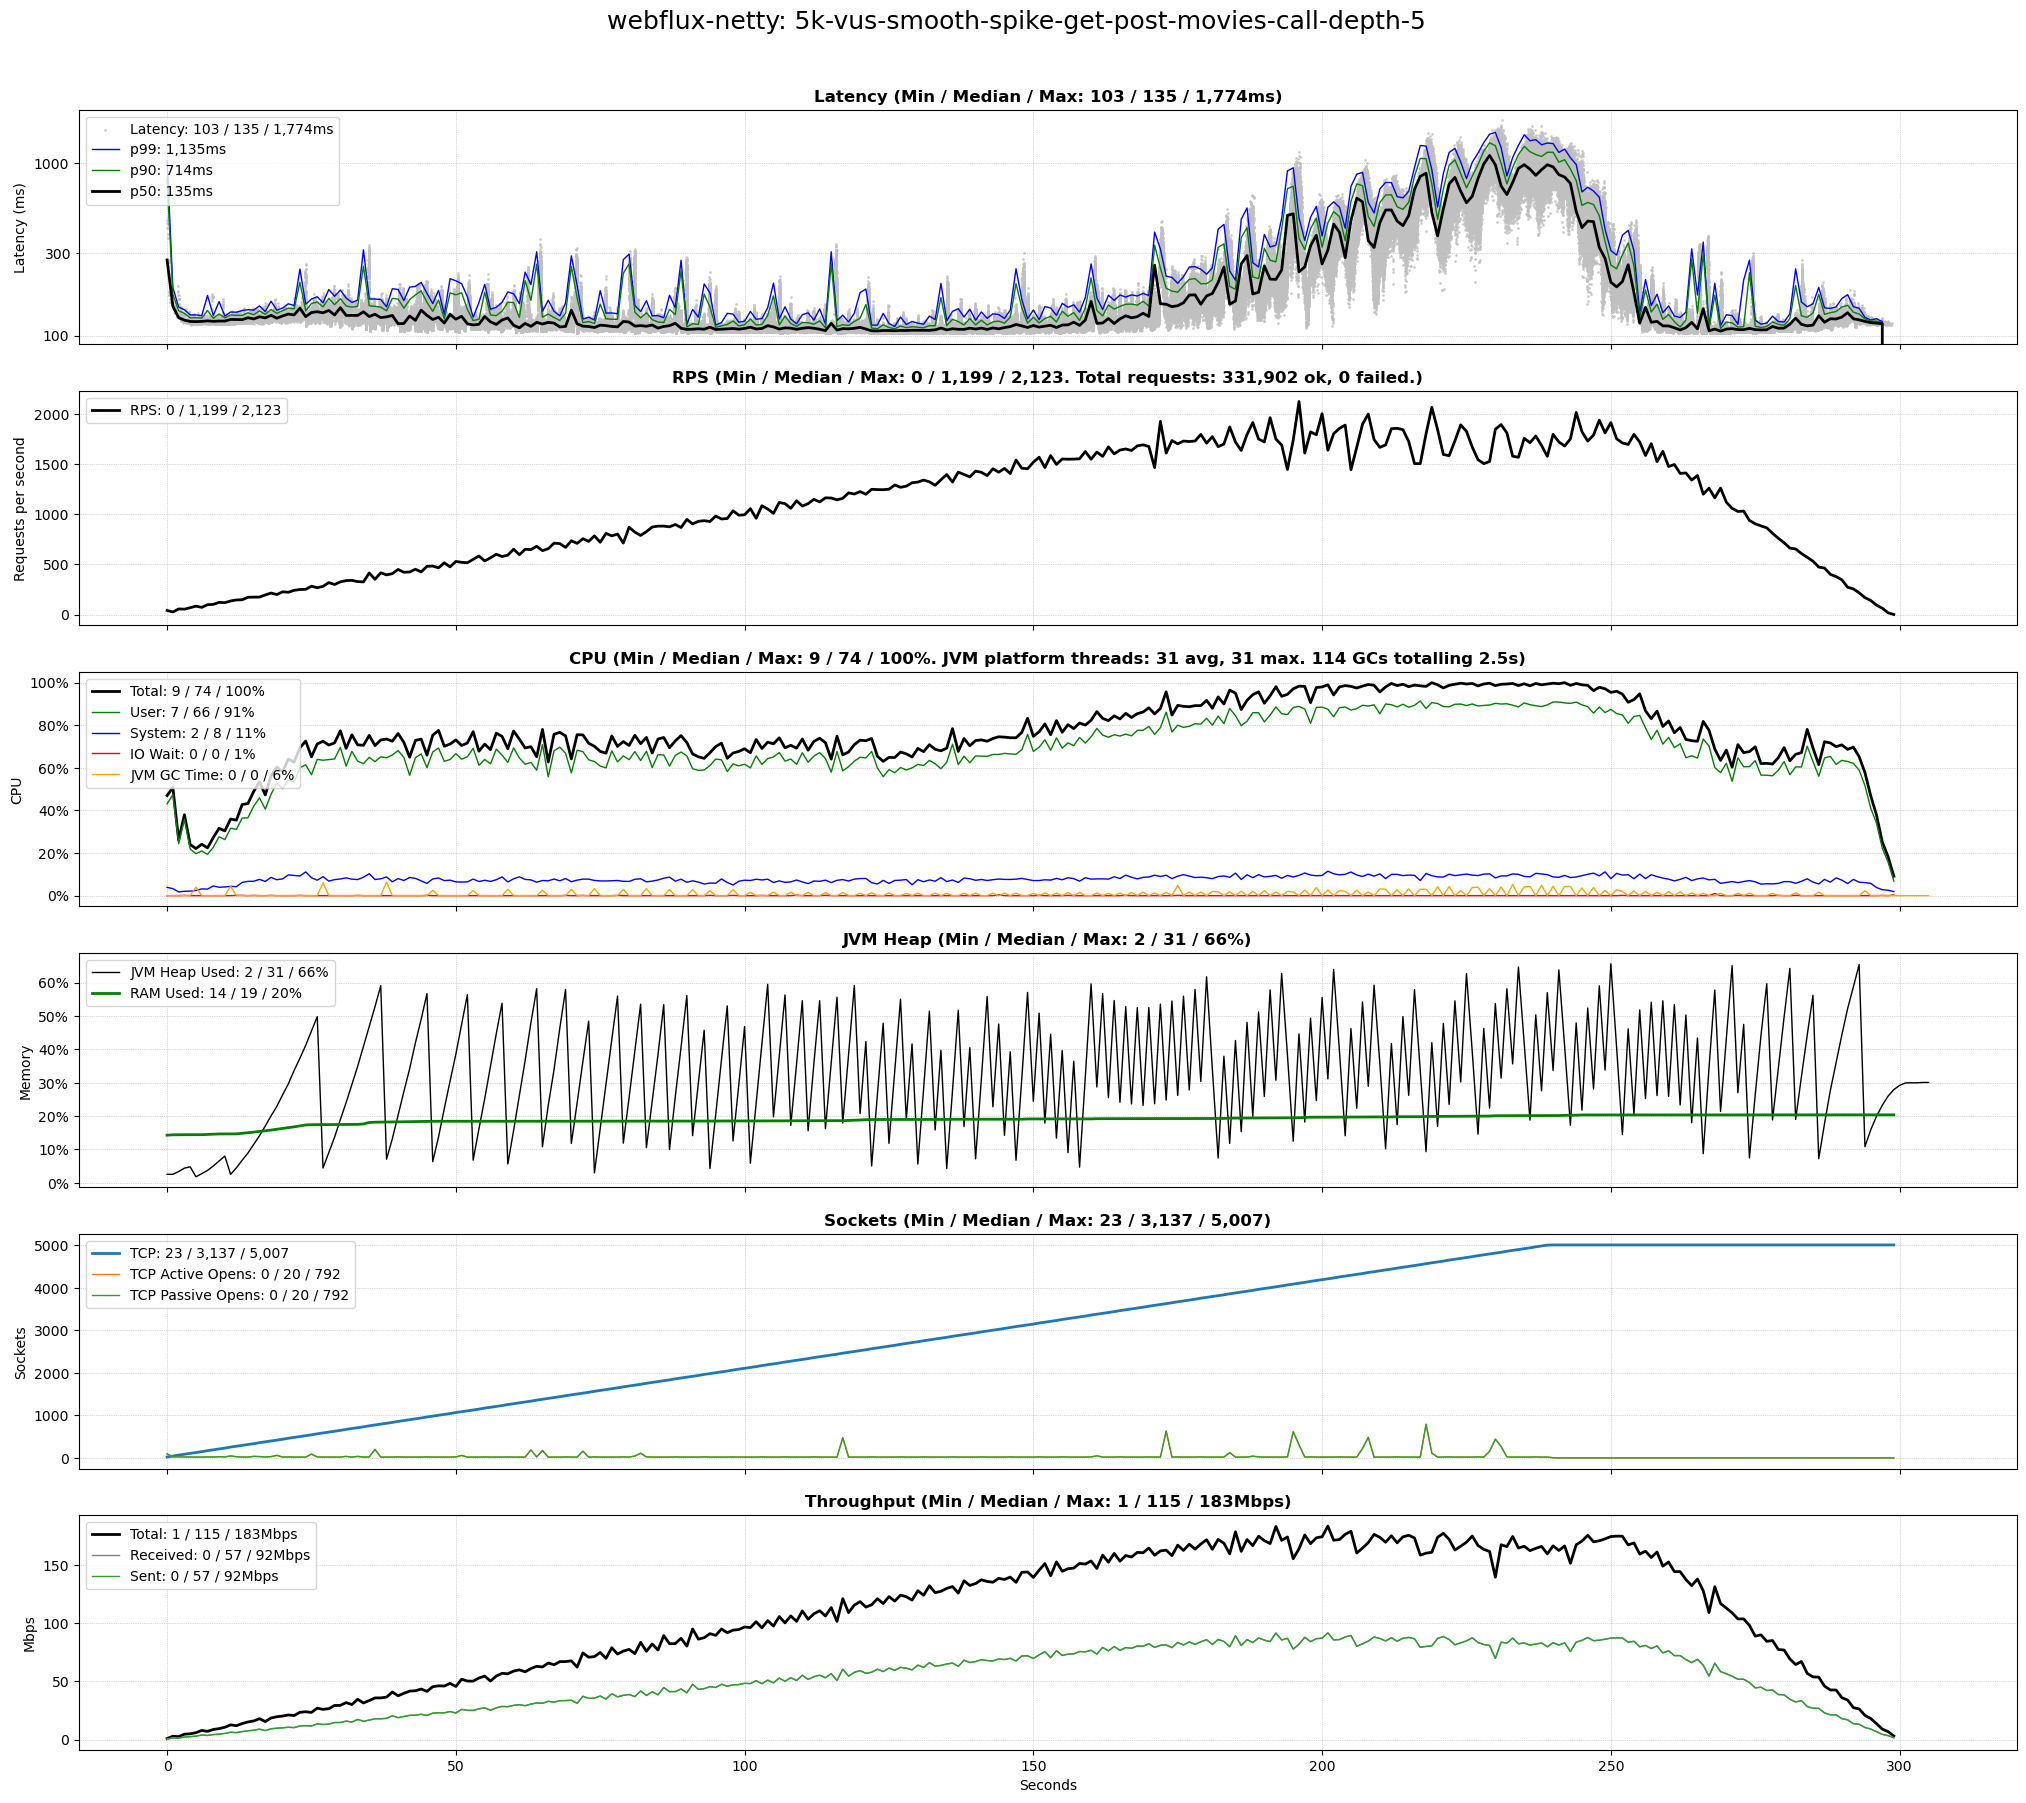 webflux-netty: 5k-vus-smooth-spike-get-post-movies-call-depth-5
Latency (Min / Median / Max: 103 / 135 / 1,774ms)
Latency: 103 / 135 / 1,774ms
p99: 1,135ms
p90: 714ms
p50: 135ms
Latency (ms)
1000
300
100
RPS (Min / Median / Max: 0 / 1,199 / 2,123. Total requests: 331,902 ok, 0 failed.)
RPS: 0 / 1,199 / 2,123
Requests per second
2000
1500
1000
500
0
CPU (Min / Median / Max: 9 / 74 / 100%. JVM platform threads: 31 avg, 31 max. 114 GCs totalling 2.5s)
Total: 9 / 74 / 100%
User: 7 / 66 / 91%
System: 2 / 8 / 11%
IO Wait: 0 / 0 / 1%
JVM GC Time: 0 / 0 / 6%
CPU
100%
80%
60%
40%
20%
0%
JVM Heap (Min / Median / Max: 2 / 31 / 66%)
JVM Heap Used: 2 / 31 / 66%
RAM Used: 14 / 19 / 20%
Memory
60%
50%
40%
30%
20%
10%
0%
Sockets (Min / Median / Max: 23 / 3,137 / 5,007)
TCP: 23 / 3,137 / 5,007
TCP Active Opens: 0 / 20 / 792
TCP Passive Opens: 0 / 20 / 792
Sockets
5000
4000
3000
2000
1000
0
Throughput (Min / Median / Max: 1 / 115 / 183Mbps)
Total: 1 / 115 / 183Mbps
Received: 0 / 57 / 92Mbps
Sent: 0 / 57 / 92Mbps
Mbps
150
100
50
0
0 50 100 150 200 250 300
Seconds